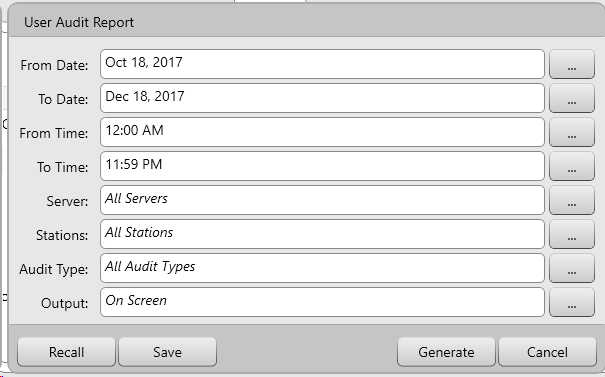 User Audit Report
From Date: Oct 18, 2017 ...
To Date: Dec 18, 2017 ...
From Time: 12:00 AM ...
To Time: 11:59 PM ...
Server: All Servers ...
Stations: All Stations ...
Audit Type: All Audit Types ...
Output: On Screen ...
Recall Save Generate Cancel